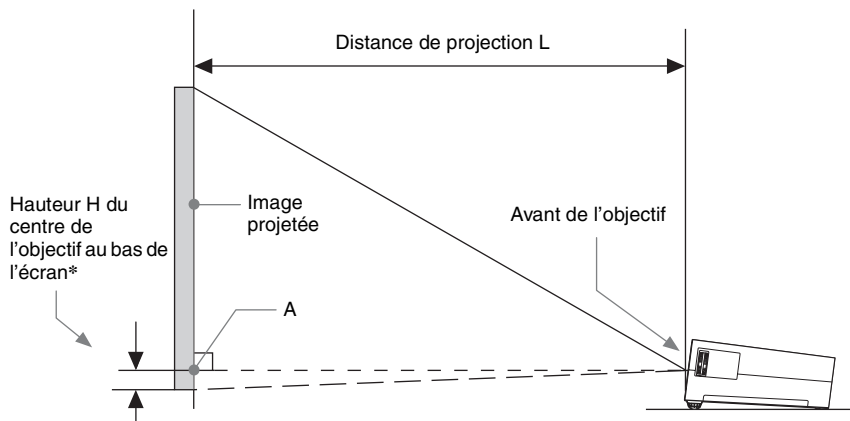 Distance de projection L
Image
projetée
Avant de l'objectif
Hauteur H du
centre de
l'objectif au bas de
l'écran*
A